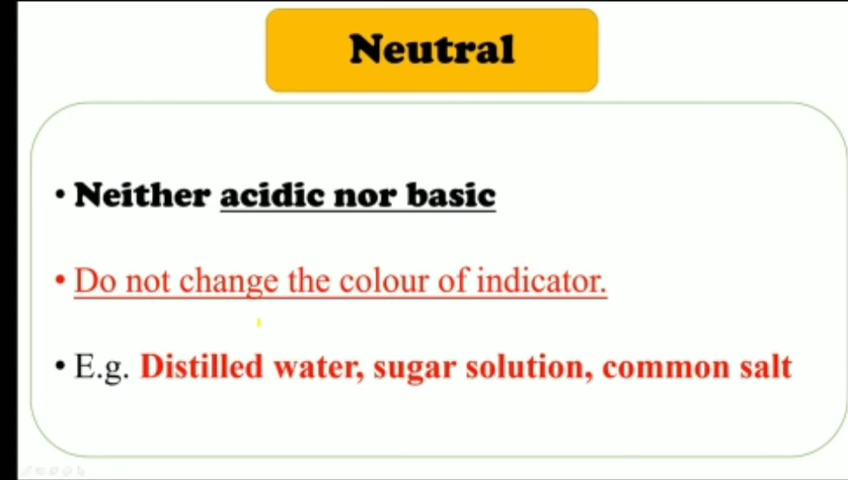 Neutral
• Neither acidic nor basic
• Do not change the colour of indicator.
• E.g. Distilled water, sugar solution, common salt